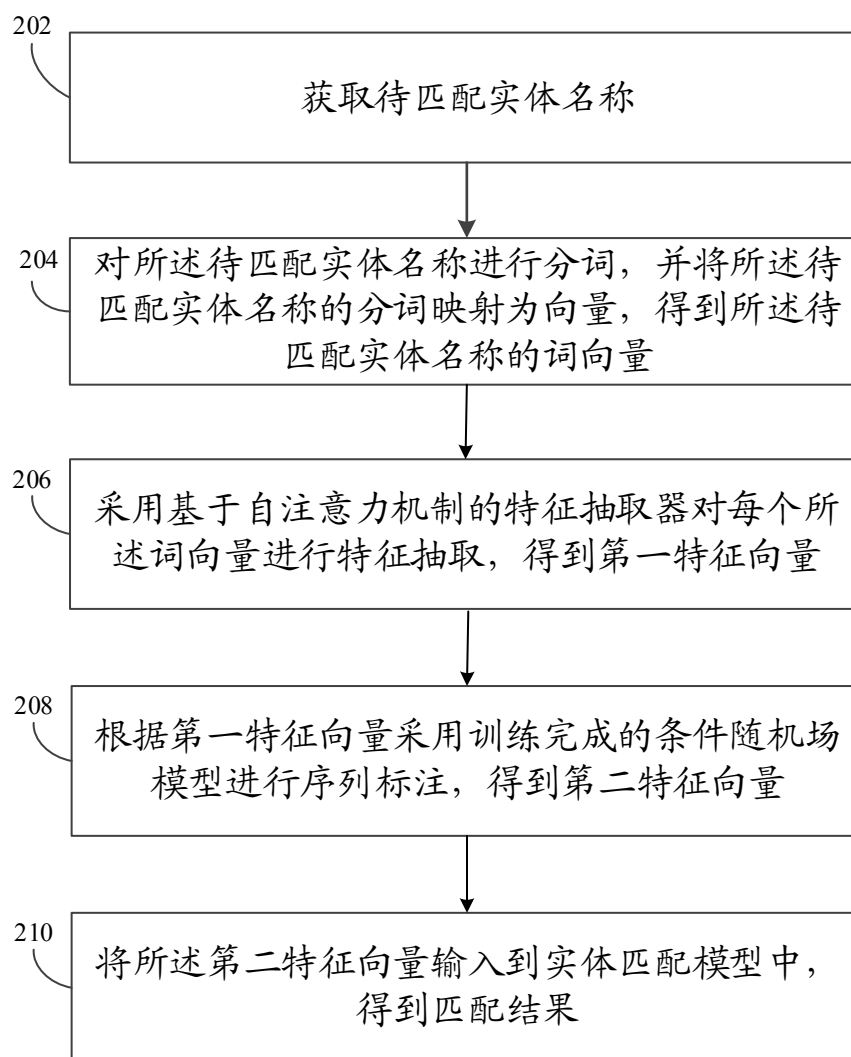 202
获取待匹配实体名称
204
对所述待匹配实体名称进行分词，并将所述待
匹配实体名称的分词映射为向量，得到所述待
匹配实体名称的词向量
206
采用基于自注意力机制的特征抽取器对每个所
述词向量进行特征抽取，得到第一特征向量
208
根据第一特征向量采用训练完成的条件随机场
模型进行序列标注，得到第二特征向量
210
将所述第二特征向量输入到实体匹配模型中，
得到匹配结果